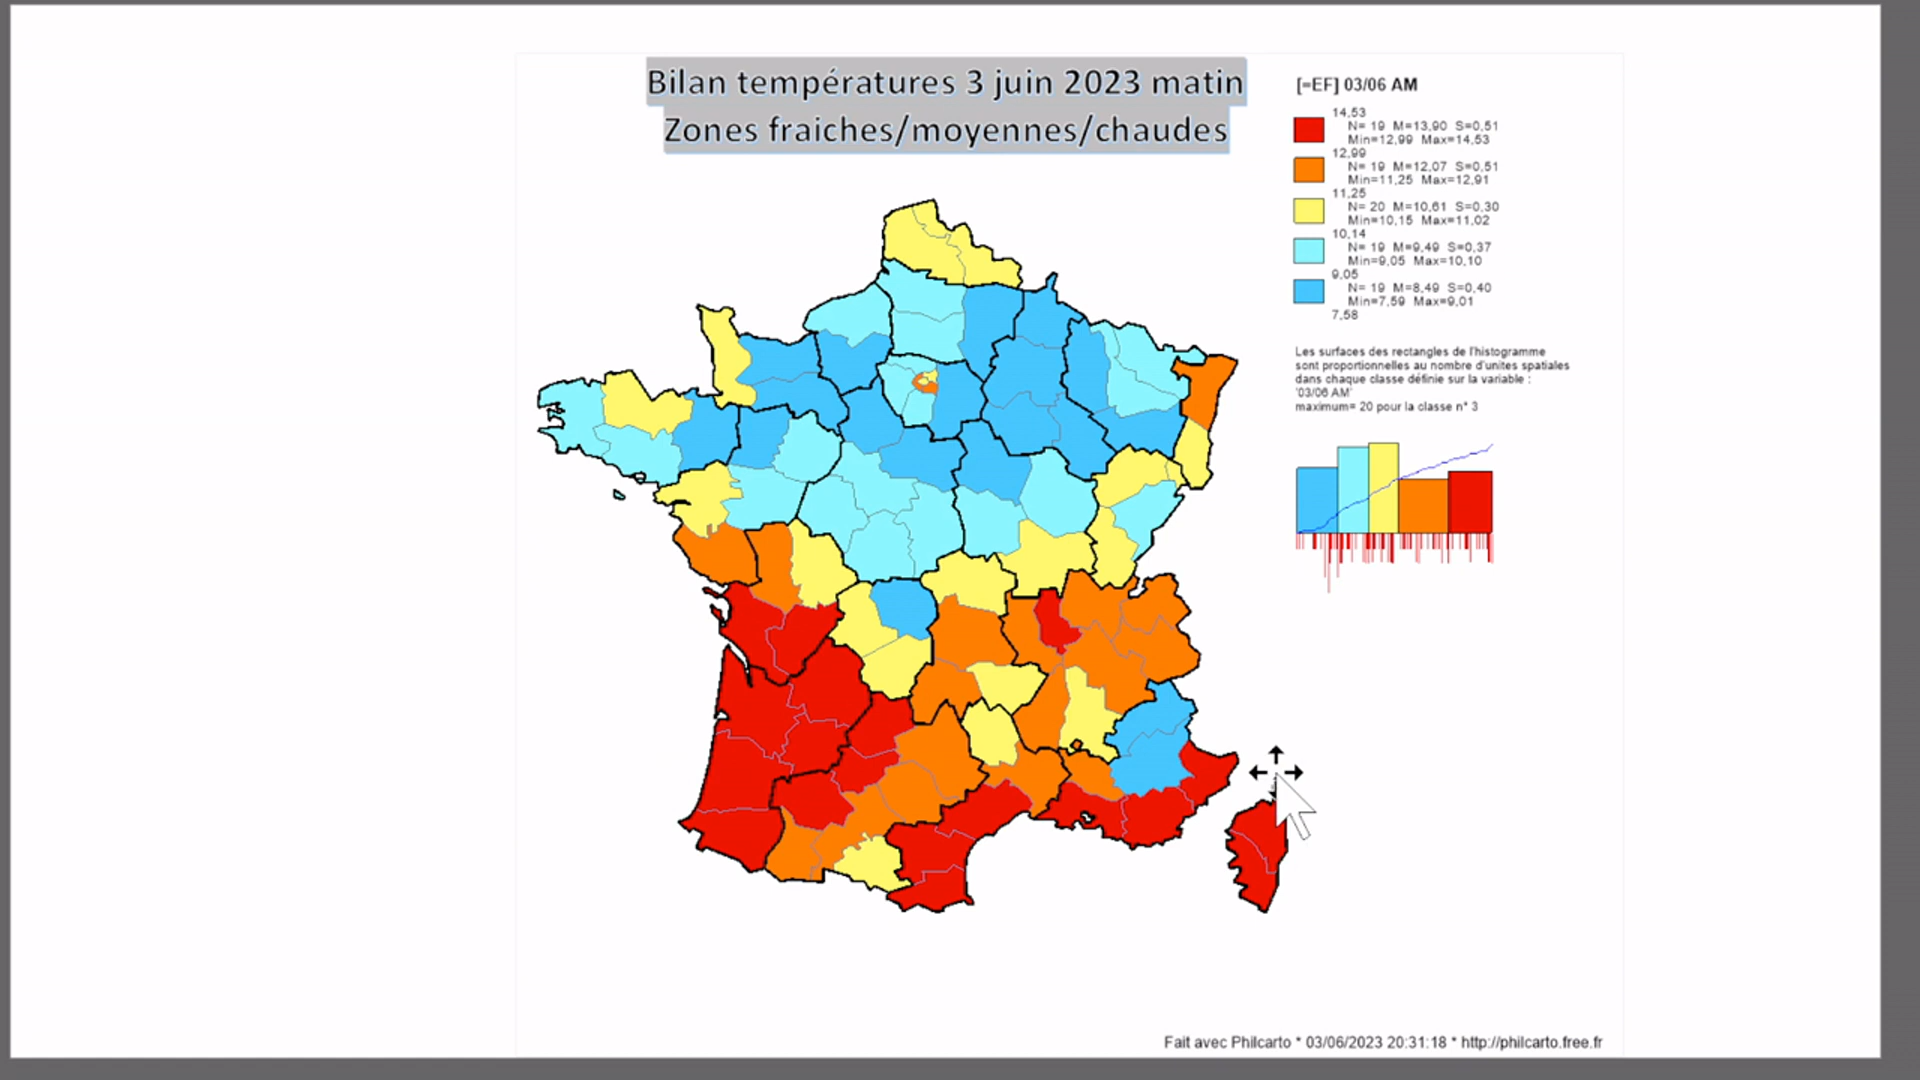 Bilan températures 3 juin 2023 matin
Zones fraiches/moyennes/chaudes
[=EF] 03/06 AM
14,53
N= 19 M=13,90 S=0,51
Min=12,99 Max=14,53
12,99
N= 19 M=12,07 S=0,51
Min=11,25 Max=12,91
11,25
N= 20 M=10,61 S=0,30
Min=10,15 Max=11,02
10,14
N= 19 M=9,49 S=0,37
Min=9,05 Max=10,10
9,05
N= 19 M=8,49 S=0,40
Min=7,59 Max=9,01
7,58
Les surfaces des rectangles de l'histogramme
sont proportionnelles au nombre d'unites spatiales
dans chaque classe définie sur la variable :
'03/06 AM'
maximum= 20 pour la classe n° 3
Fait avec Philcarto * 03/06/2023 20:31:18 * http://philcarto.free.fr